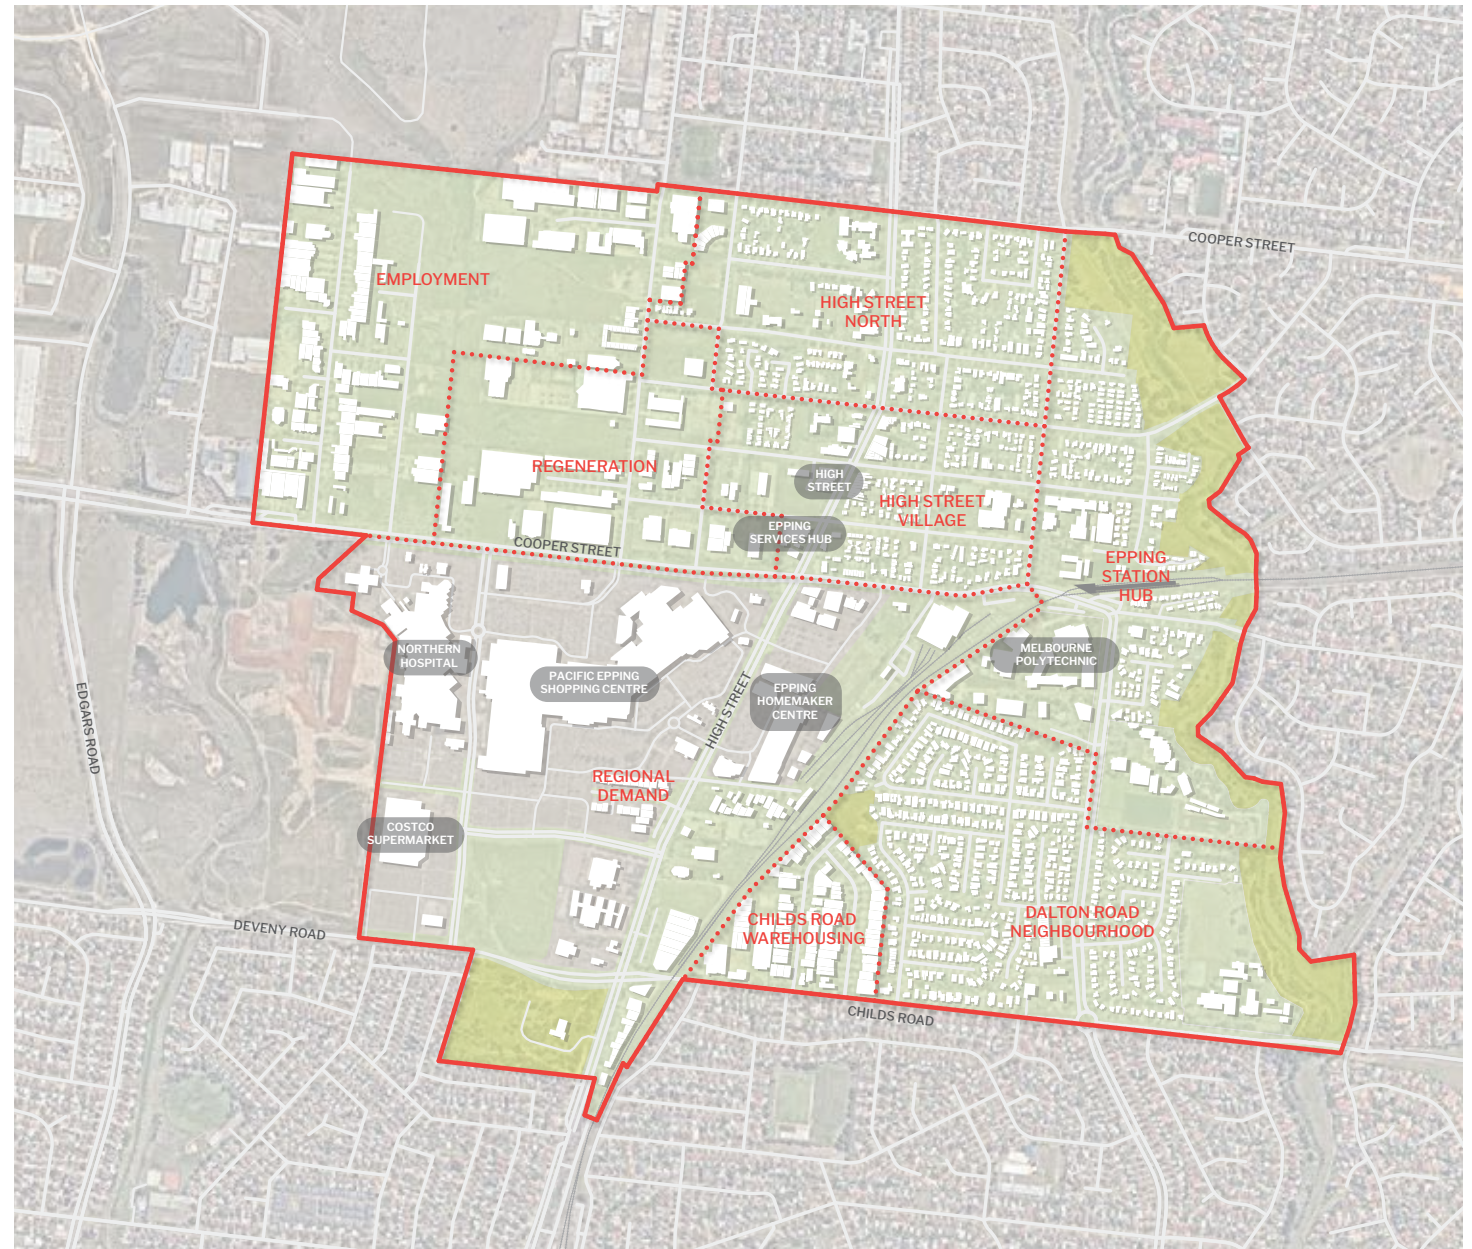 COOPER STREET
EMPLOYMENT
HIGH STREET
NORTH
REGENERATION
HIGH
STREET
HIGH STREET
VILLAGE
EPPING
SERVICES HUB
COOPER STREET
EPPING
STATION
HUB
NORTHERN
HOSPITAL
MELBOURNE
POLYTECHNIC
PACIFIC EPPING
SHOPPING CENTRE
EPPING
HOMEMAKER
CENTRE
HIGH STREET
EDGARS ROAD
REGIONAL
DEMAND
COSTCO
SUPERMARKET
DEVENY ROAD
CHILDS ROAD
WAREHOUSING
DALTON ROAD
NEIGHBOURHOOD
CHILDS ROAD